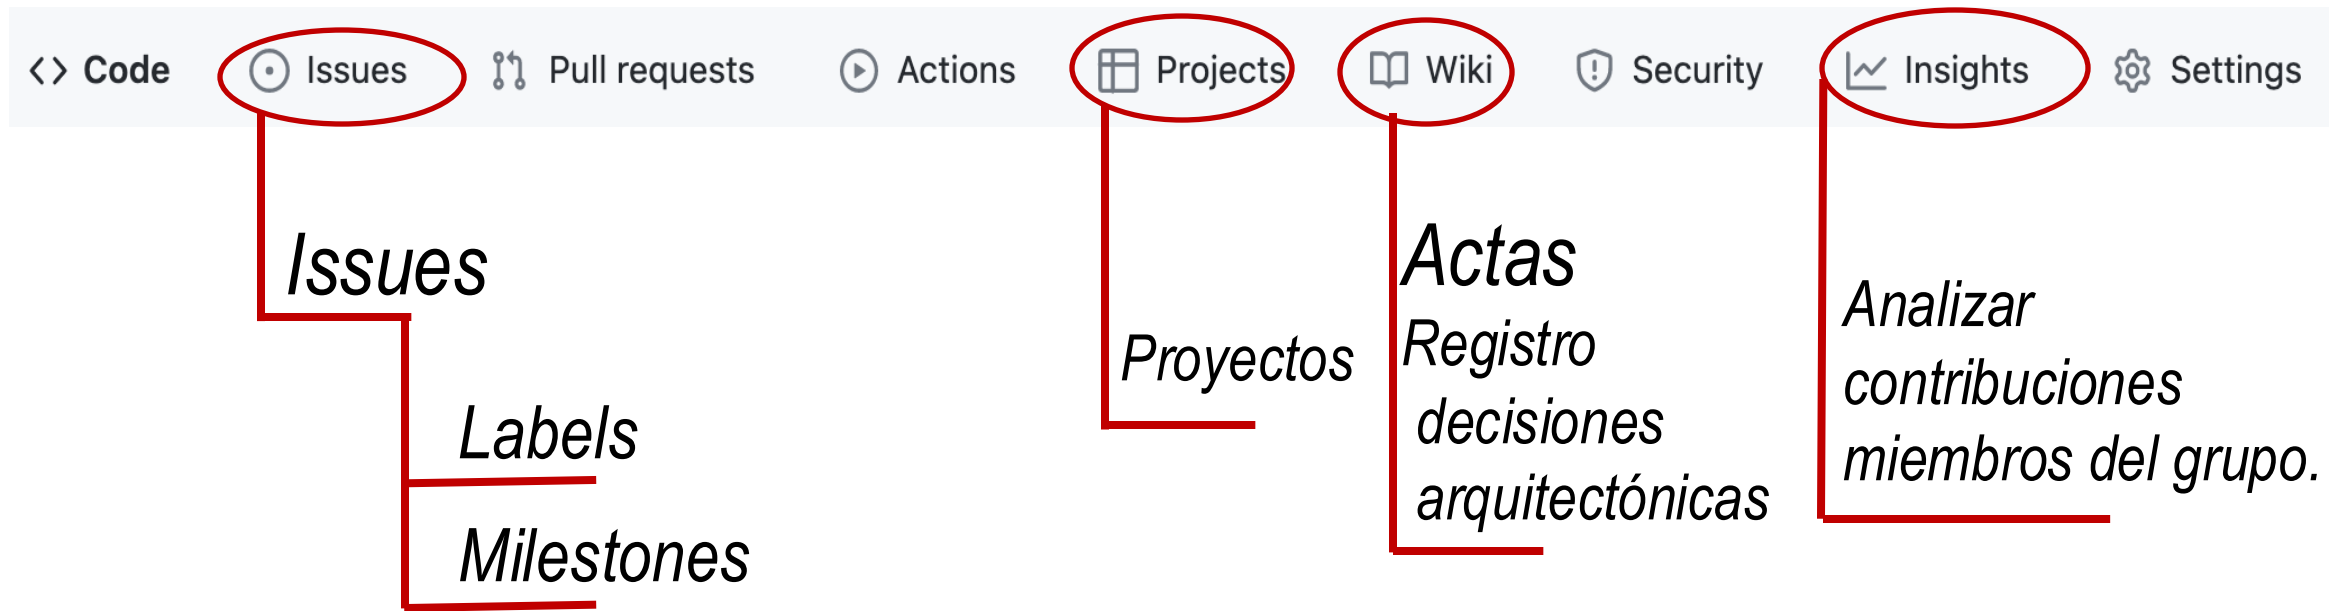 Code Issues Pull requests Actions Projects Wiki Security Insights Settings
Issues
Labels
Milestones
Proyectos
Actas
Registro
decisiones
arquitectónicas
Analizar
contribuciones
miembros del grupo.